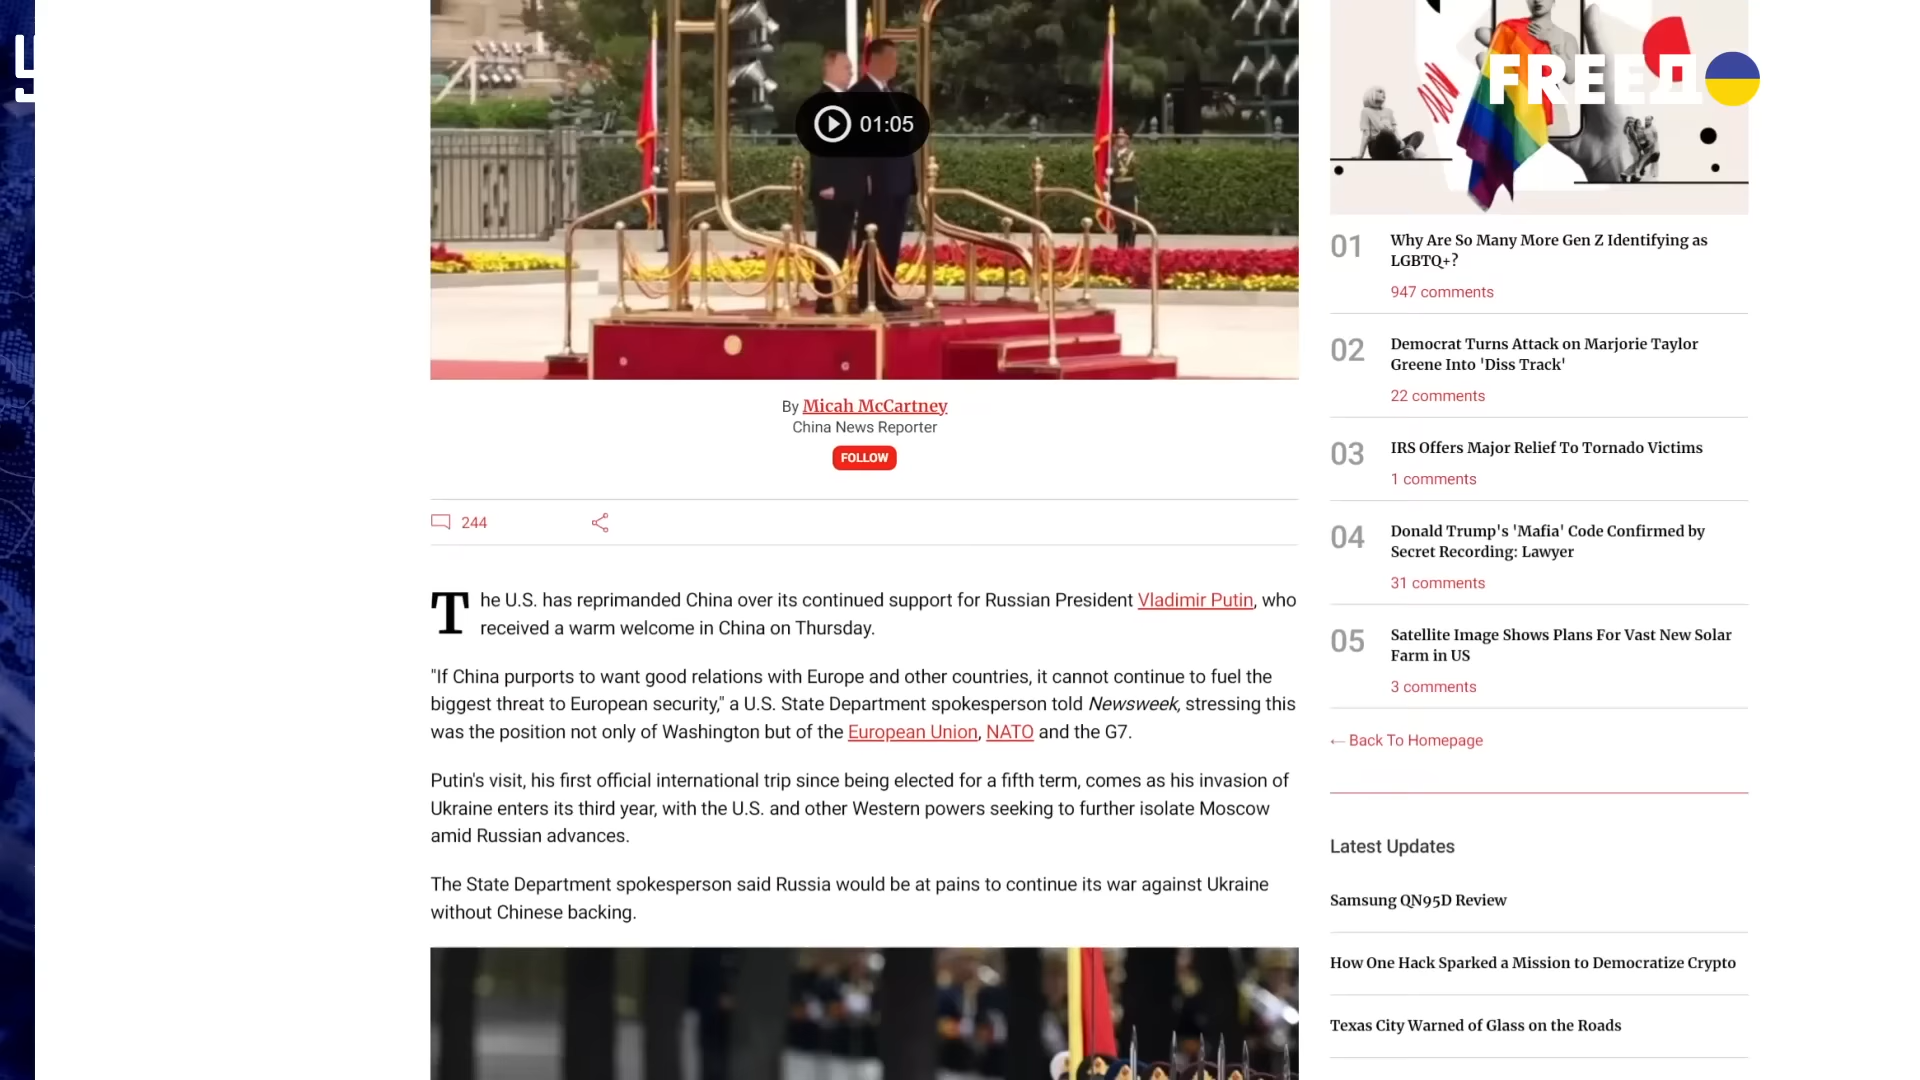 FREEДO
01:05
By Micah McCartney
China News Reporter
FOLLOW
244
The U.S. has reprimanded China over its continued support for Russian President Vladimir Putin, who
received a warm welcome in China on Thursday.
"If China purports to want good relations with Europe and other countries, it cannot continue to fuel the
biggest threat to European security," a U.S. State Department spokesperson told Newsweek, stressing this
was the position not only of Washington but of the European Union, NATO and the G7.
Putin's visit, his first official international trip since being elected for a fifth term, comes as his invasion of
Ukraine enters its third year, with the U.S. and other Western powers seeking to further isolate Moscow
amid Russian advances.
The State Department spokesperson said Russia would be at pains to continue its war against Ukraine
without Chinese backing.
01
Why Are So Many More Gen Z Identifying as
LGBTQ+?
947 comments
02
Democrat Turns Attack on Marjorie Taylor
Greene Into 'Diss Track'
22 comments
03
IRS Offers Major Relief To Tornado Victims
1 comments
04
Donald Trump's 'Mafia' Code Confirmed by
Secret Recording: Lawyer
31 comments
05
Satellite Image Shows Plans For Vast New Solar
Farm in US
3 comments
← Back To Homepage
Latest Updates
Samsung QN95D Review
How One Hack Sparked a Mission to Democratize Crypto
Texas City Warned of Glass on the Roads